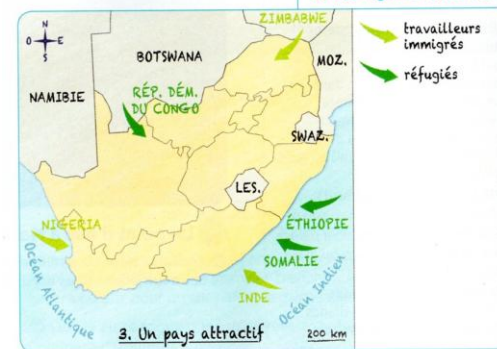 ZIMBABWE
N
O
E
S
BOTSWANA
MOZ.
NAMIBIE
RÉP. DÉM.
DU CONGO
SWAZ.
LES.
NIGERIA
ÉTHIOPIE
SOMALIE
INDE
Océan Atlantique
Océan Indien
3. Un pays attractif
200 km
travailleurs
immigrés
réfugiés